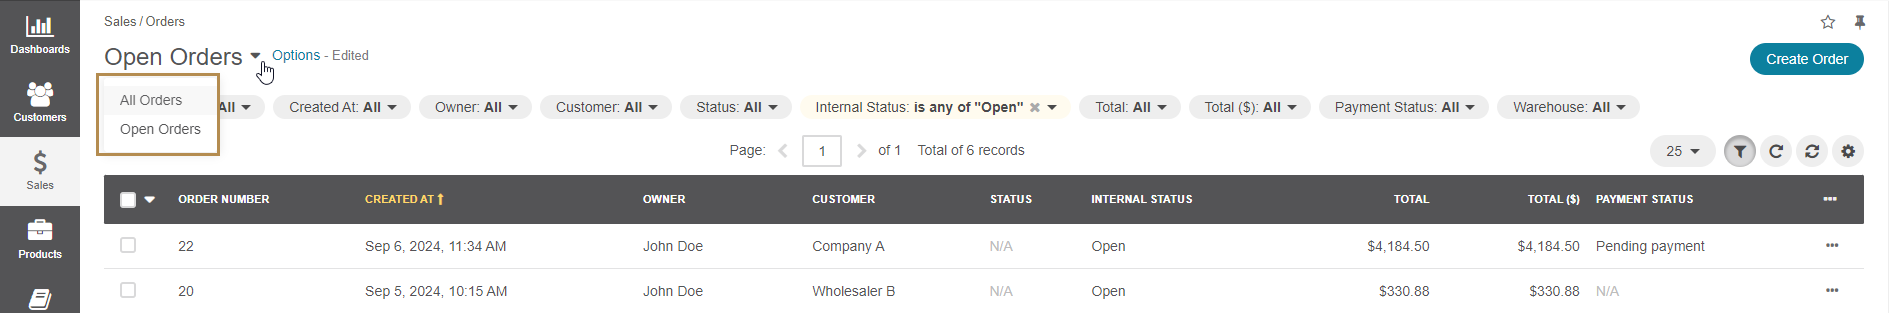 Dashboards
Customers
Sales
Products
Sales / Orders
Open Orders Options - Edited
Create Order
All Orders
Open Orders
All Created At: All Owner: All Customer: All Status: All Internal Status: is any of "Open" Total: All Total ($): All Payment Status: All Warehouse: All
Page: 1 of 1 Total of 6 records 25
ORDER NUMBER CREATED AT OWNER CUSTOMER STATUS INTERNAL STATUS TOTAL TOTAL ($) PAYMENT STATUS
22 Sep 6, 2024, 11:34 AM John Doe Company A N/A Open $4,184.50 $4,184.50 Pending payment
20 Sep 5, 2024, 10:15 AM John Doe Wholesaler B N/A Open $330.88 $330.88 N/A